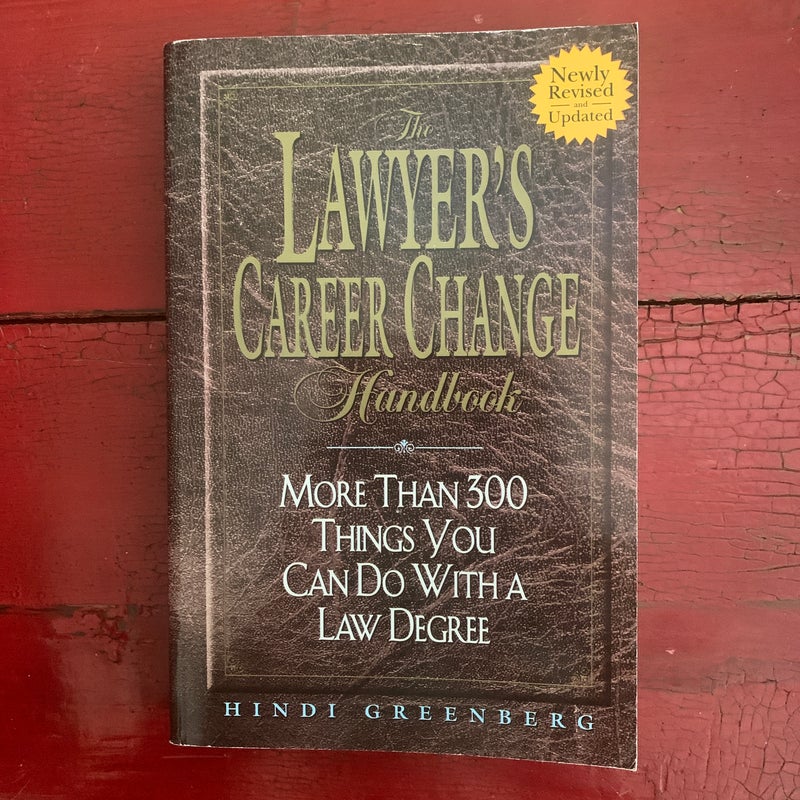 Newly
Revised
and
Updated
The
LAWYER'S
CAREER CHANGE
Handbook
MORE THAN 300
THINGS YOU
CAN DO WITH A
LAW DEGREE
HINDI GREENBERG